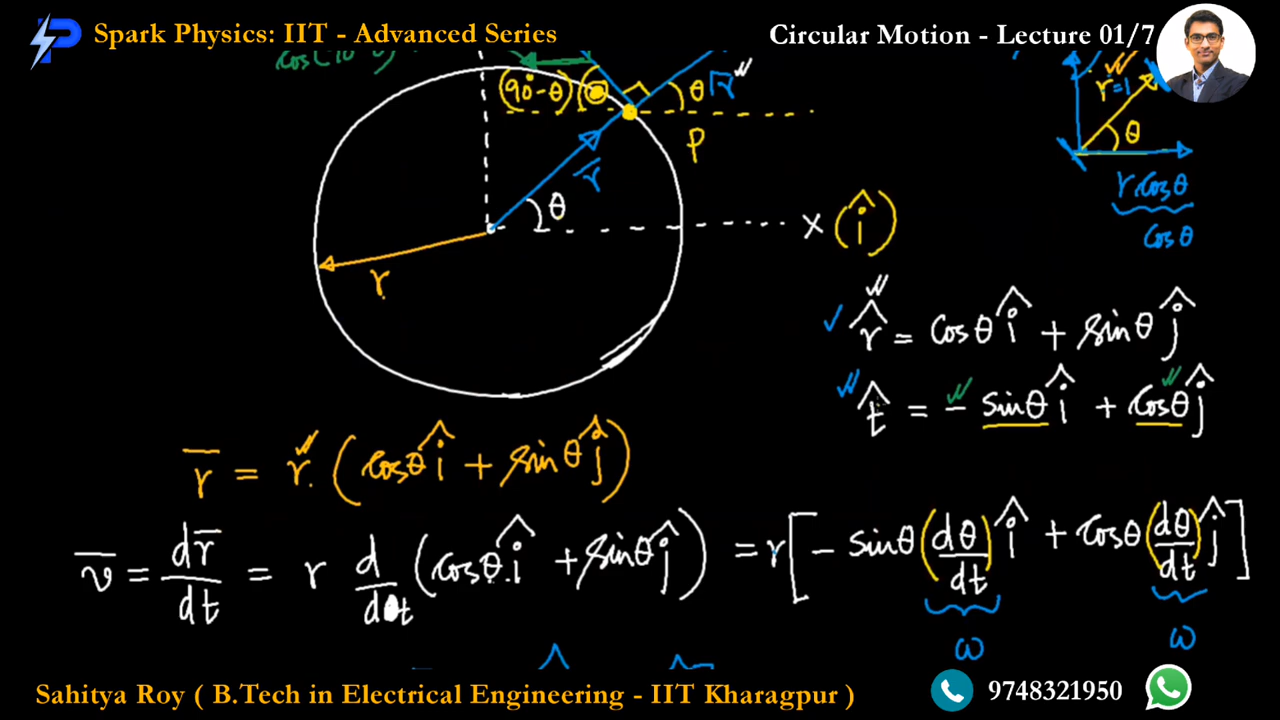 Spark Physics: IIT - Advanced Series
Circular Motion - Lecture 01/7
(90° - θ)
θ
r̄
r=1
P
θ
r̄
θ
r cosθ
cosθ
x (î)
r
r̂ = cosθ î + sinθ ĵ
t̂ = - sinθ î + cosθ ĵ
r̄ = r. (cosθ î + sinθ ĵ)
v̄ = dr̄/dt = r d/dt (cosθ. î + sinθ ĵ) = r [ - sinθ (dθ/dt) î + cosθ (dθ/dt) ĵ ]
ω ω
Sahitya Roy ( B.Tech in Electrical Engineering - IIT Kharagpur )
9748321950